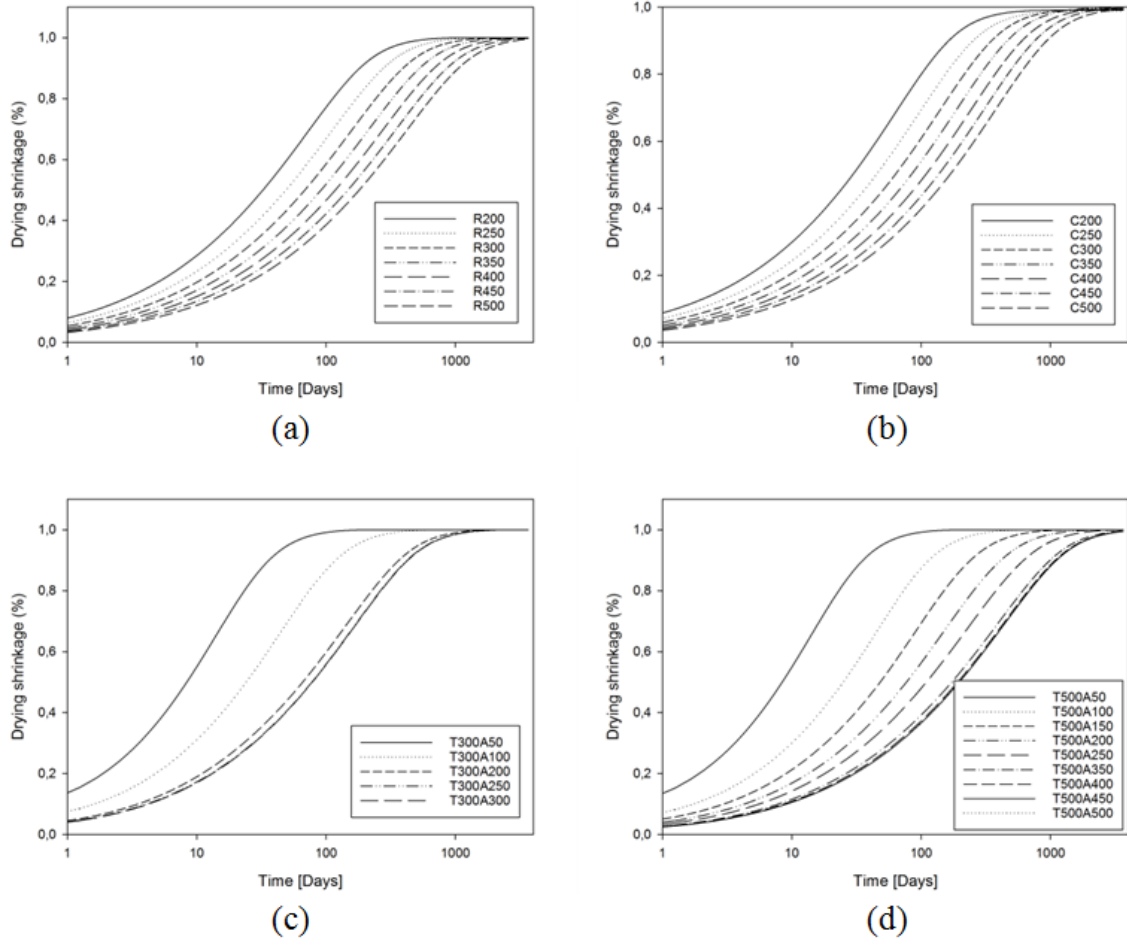 Drying shrinkage (%)
1,0
0,8
0,6
0,4
0,2
0,0
R200
R250
R300
R350
R400
R450
R500
1 10 100 1000
Time [Days]
(a)
Drying shrinkage (%)
1,0
0,8
0,6
0,4
0,2
0,0
C200
C250
C300
C350
C400
C450
C500
1 10 100 1000
Time [Days]
(b)
Drying shrinkage (%)
1,0
0,8
0,6
0,4
0,2
0,0
T300A50
T300A100
T300A200
T300A250
T300A300
1 10 100 1000
Time [Days]
(c)
Drying shrinkage (%)
1,0
0,8
0,6
0,4
0,2
0,0
T500A50
T500A100
T500A150
T500A200
T500A250
T500A350
T500A400
T500A450
T500A500
1 10 100 1000
Time [Days]
(d)